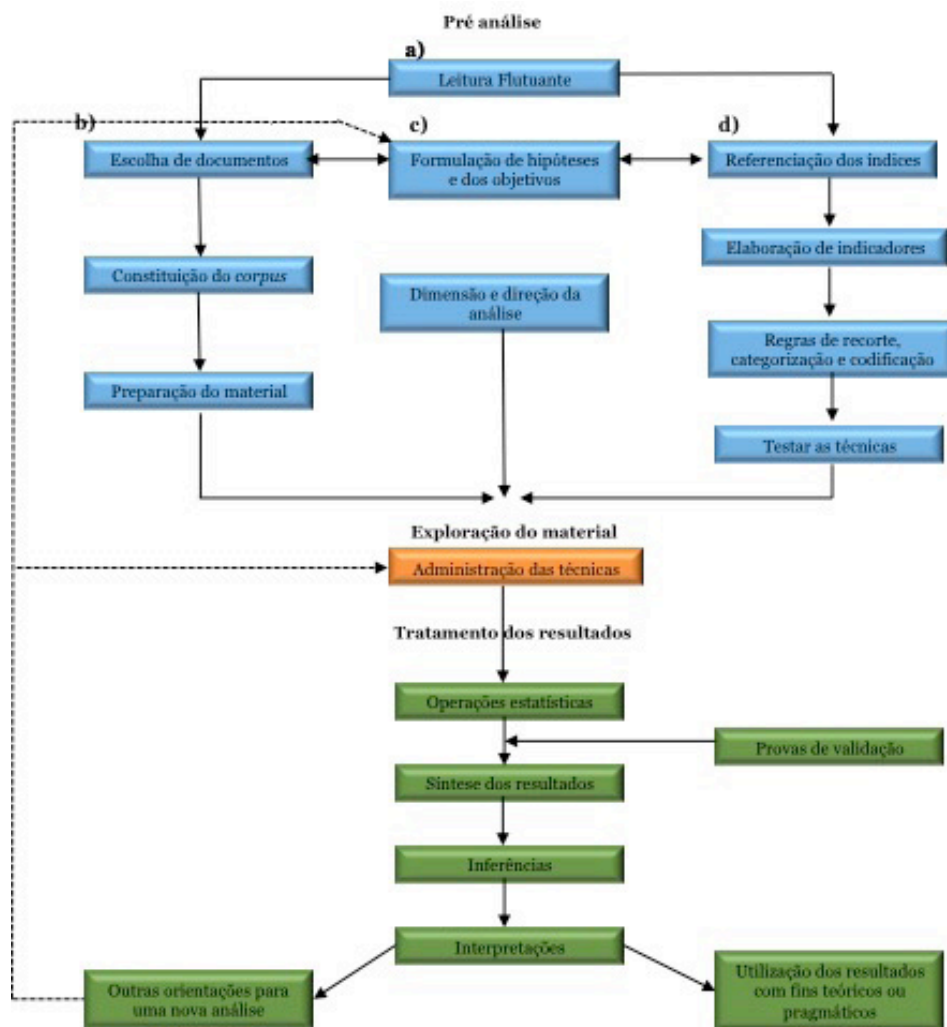 Pré análise
a)
Leitura Flutuante
b)
c)
d)
Escolha de documentos
Formulação de hipóteses
e dos objetivos
Referenciação dos índices
Constituição do corpus
Dimensão e direção da
análise
Elaboração de indicadores
Regras de recorte,
categorização e codificação
Preparação do material
Testar as técnicas
Exploração do material
Administração das técnicas
Tratamento dos resultados
Operações estatísticas
Provas de validação
Síntese dos resultados
Inferências
Interpretações
Outras orientações para
uma nova análise
Utilização dos resultados
com fins teóricos ou
pragmáticos